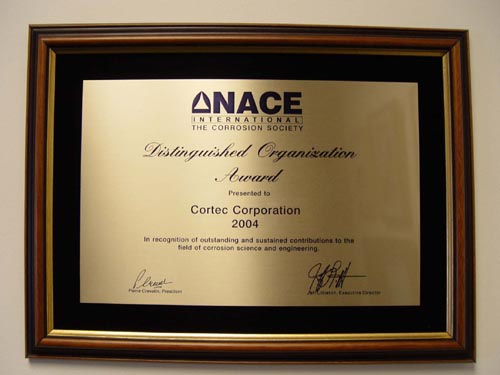 NACE
INTERNATIONAL
THE CORROSION SOCIETY
Distinguished Organization
Award
Presented to
Cortec Corporation
2004
In recognition of outstanding and sustained contributions to the
field of corrosion science and engineering.
President
Executive Director